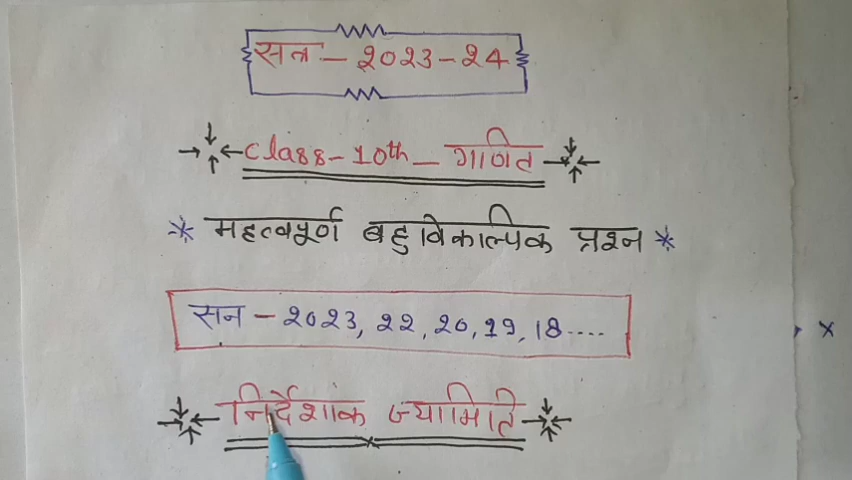 सत्र - 2023-24
Class-10th - गणित
* महत्वपूर्ण बहुविकल्पिक प्रश्न *
सन - 2023, 22, 20, 19, 18....
निर्देशांक ज्यामिति